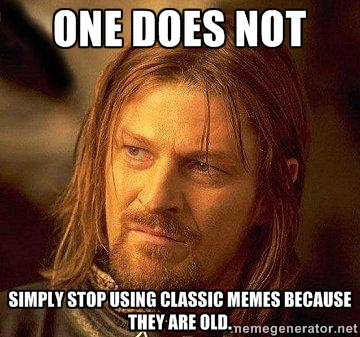 ONE DOES NOT
SIMPLY STOP USING CLASSIC MEMES BECAUSE
THEY ARE OLD.
memegenerator.net